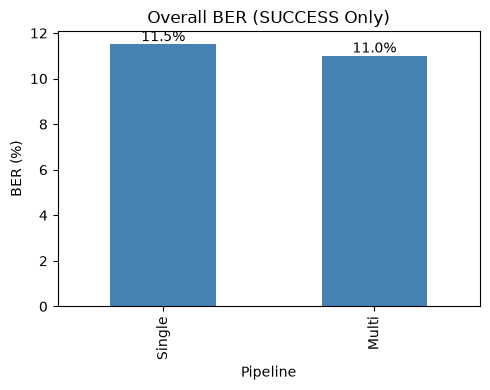 Overall BER (SUCCESS Only)
12
10
8
6
4
2
0
BER (%)
11.5%
11.0%
Single
Multi
Pipeline